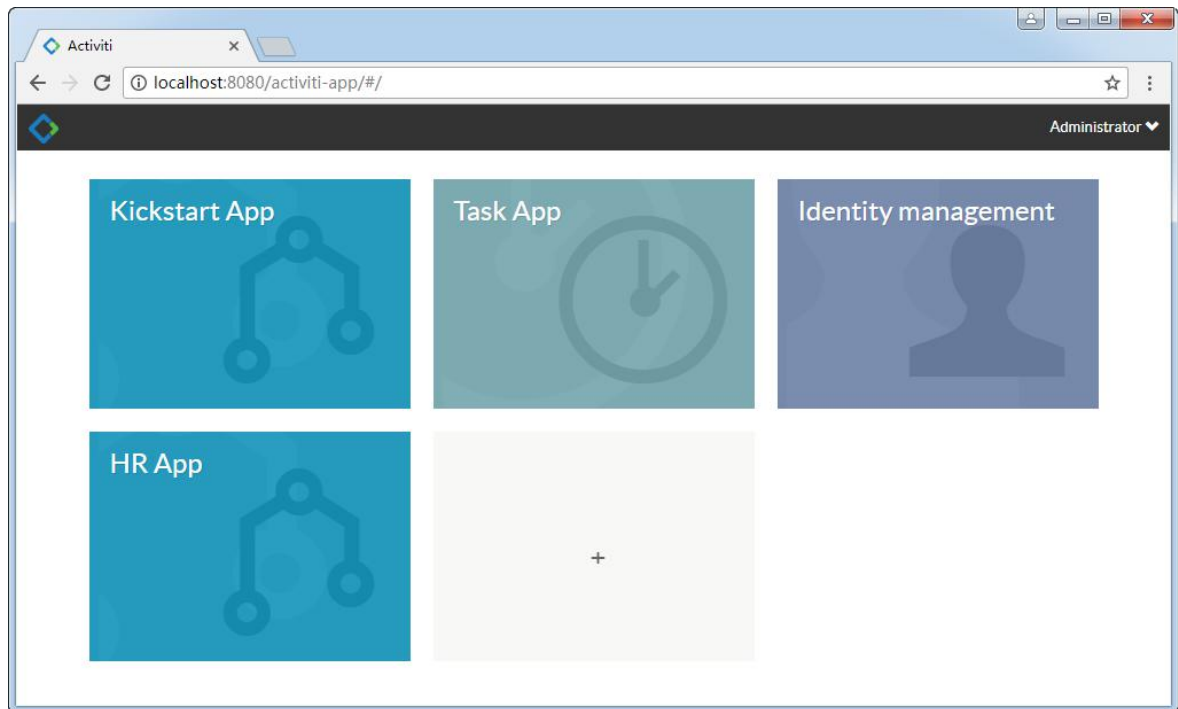 Activiti
localhost:8080/activiti-app/#/
Administrator
Kickstart App
Task App
Identity management
HR App
+